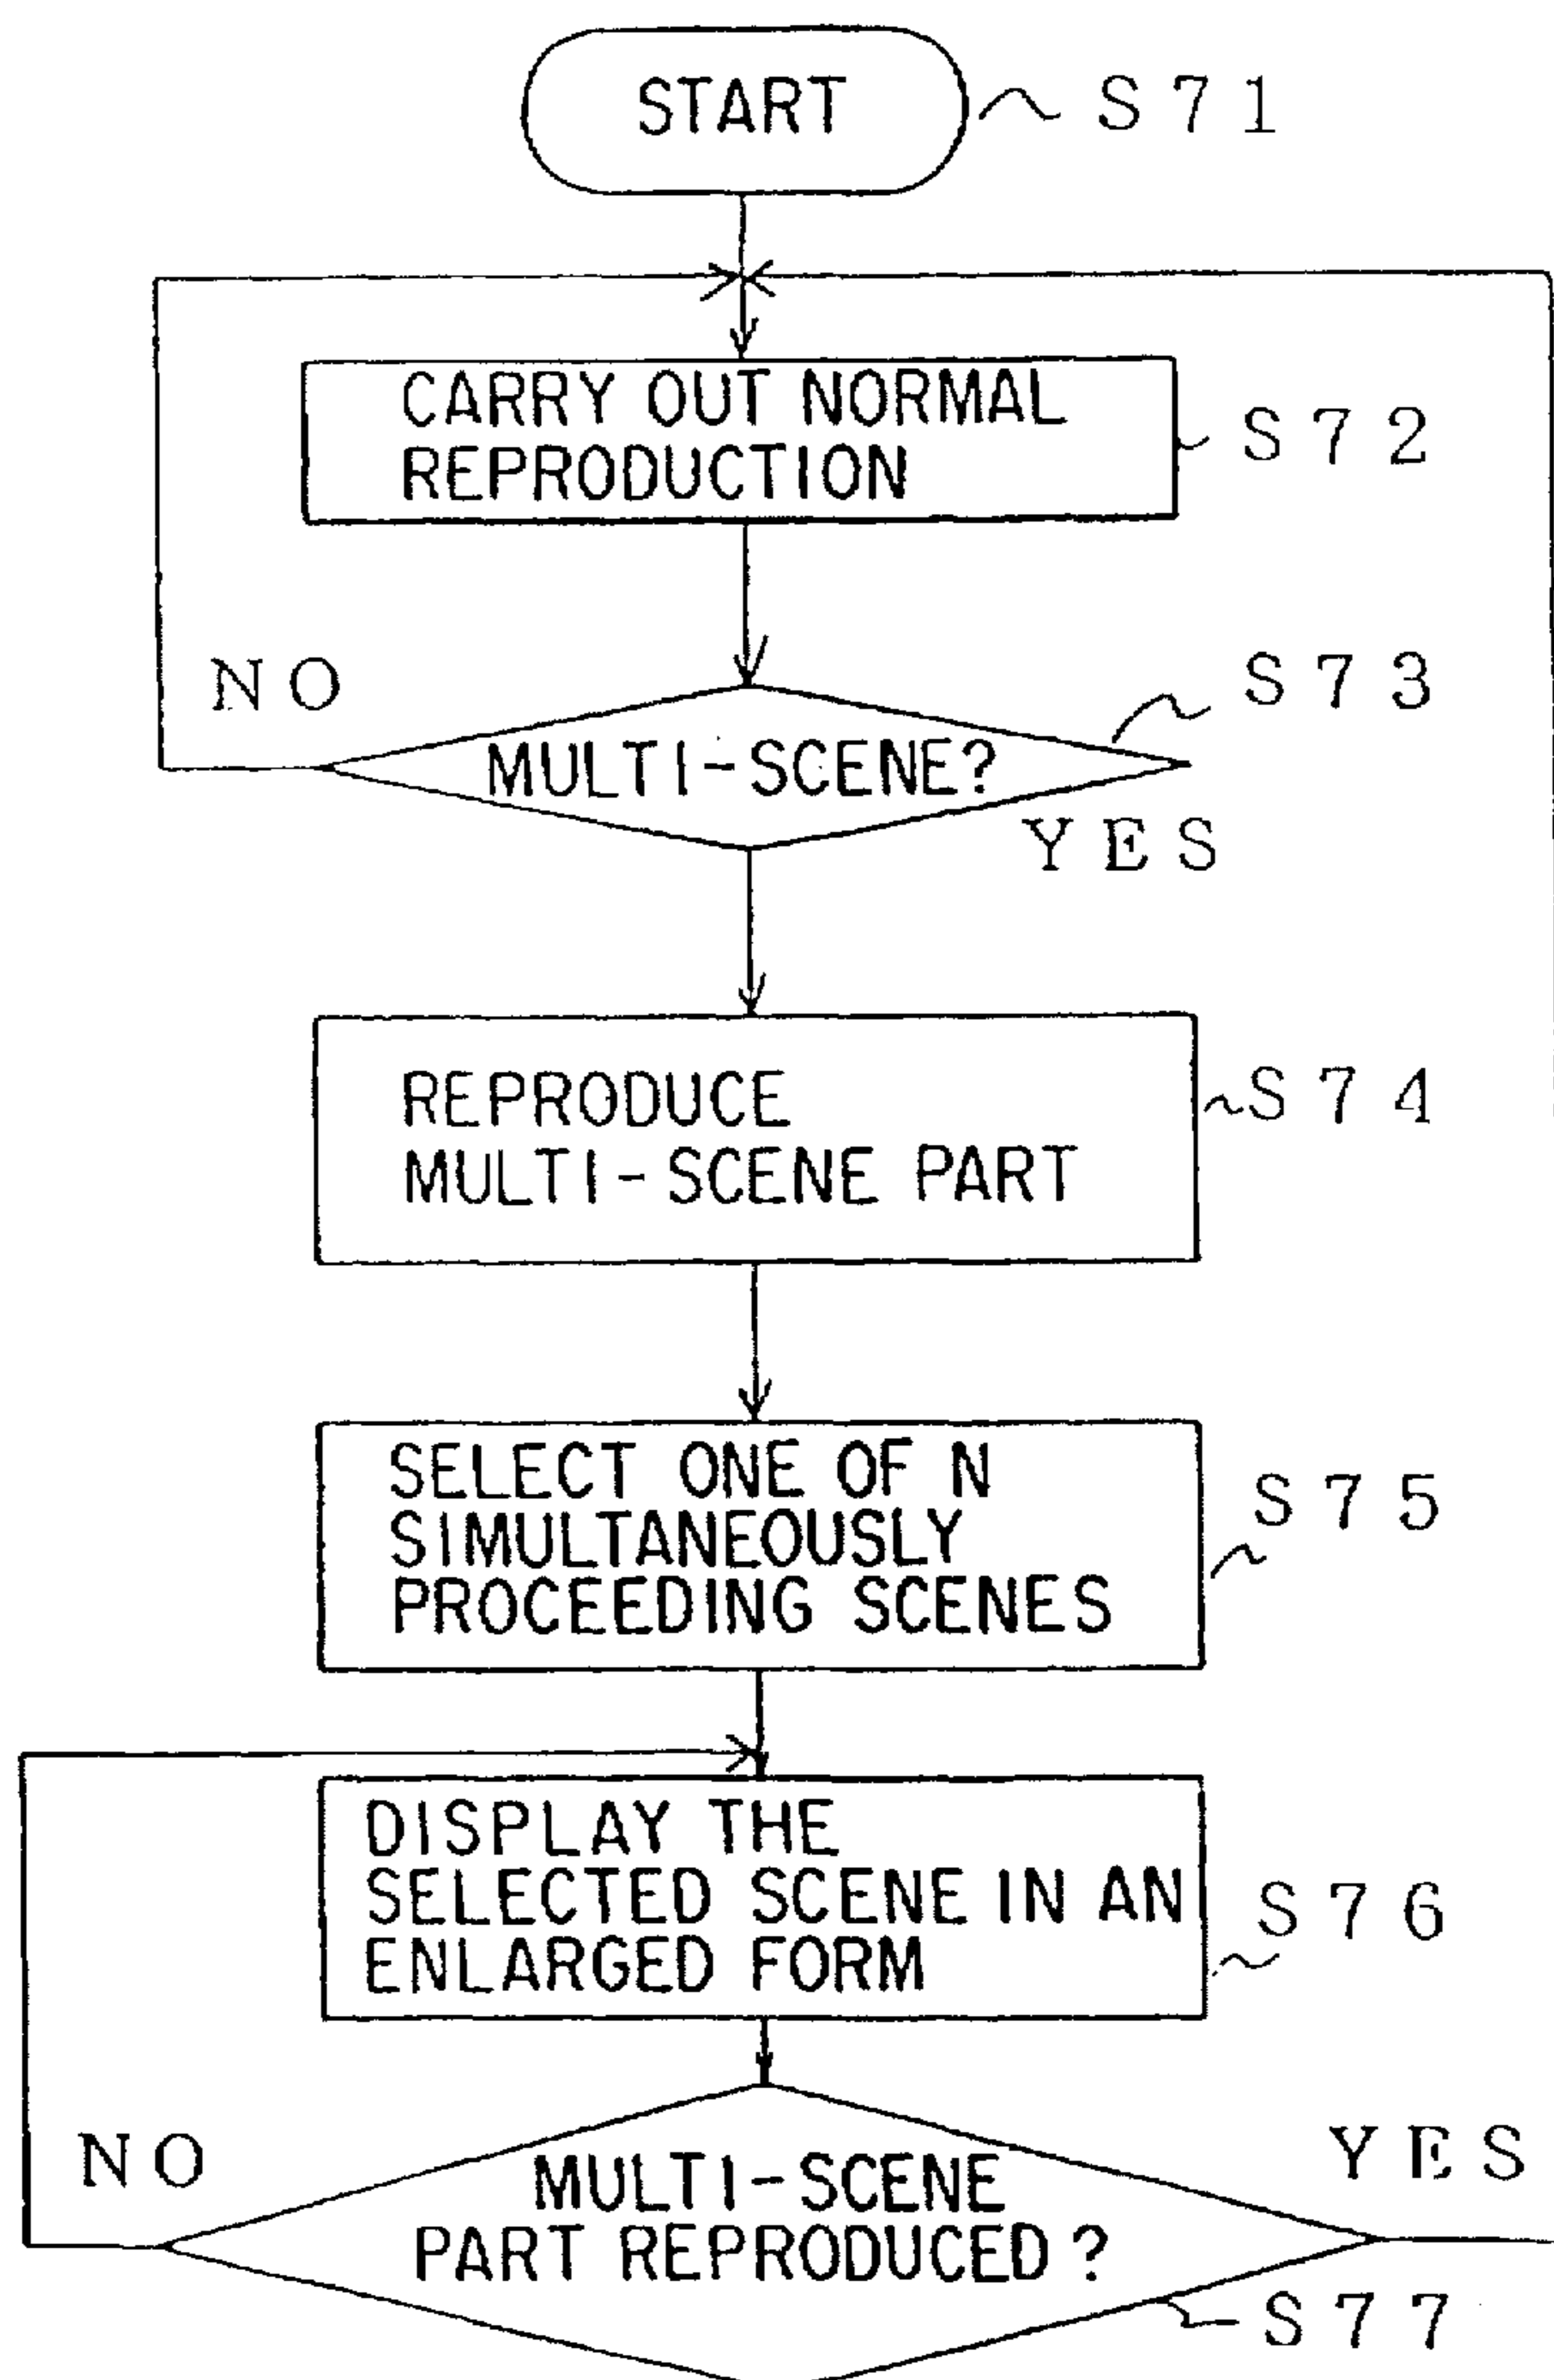 START
S71
CARRY OUT NORMAL
REPRODUCTION
S72
NO
S73
MULTI-SCENE?
YES
REPRODUCE
MULTI-SCENE PART
S74
SELECT ONE OF N
SIMULTANEOUSLY
PROCEEDING SCENES
S75
DISPLAY THE
SELECTED SCENE IN AN
ENLARGED FORM
S76
NO
YES
MULTI-SCENE
PART REPRODUCED?
S77